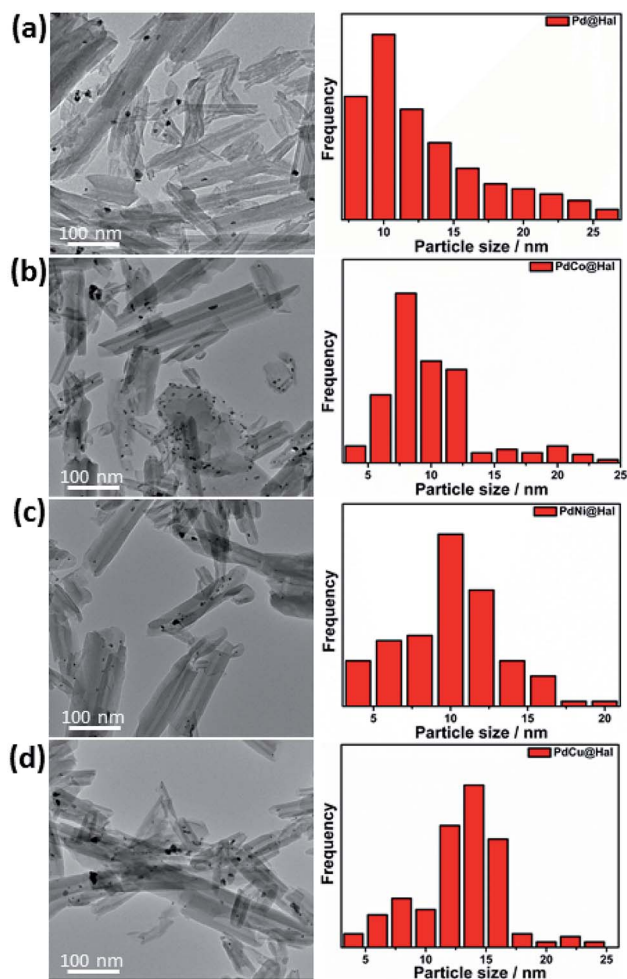 (a)
100 nm
Pd@Hal
Frequency
10 15 20 25
Particle size / nm
(b)
100 nm
PdCo@Hal
Frequency
5 10 15 20 25
Particle size / nm
(c)
100 nm
PdNi@Hal
Frequency
5 10 15 20
Particle size / nm
(d)
100 nm
PdCu@Hal
Frequency
5 10 15 20 25
Particle size / nm